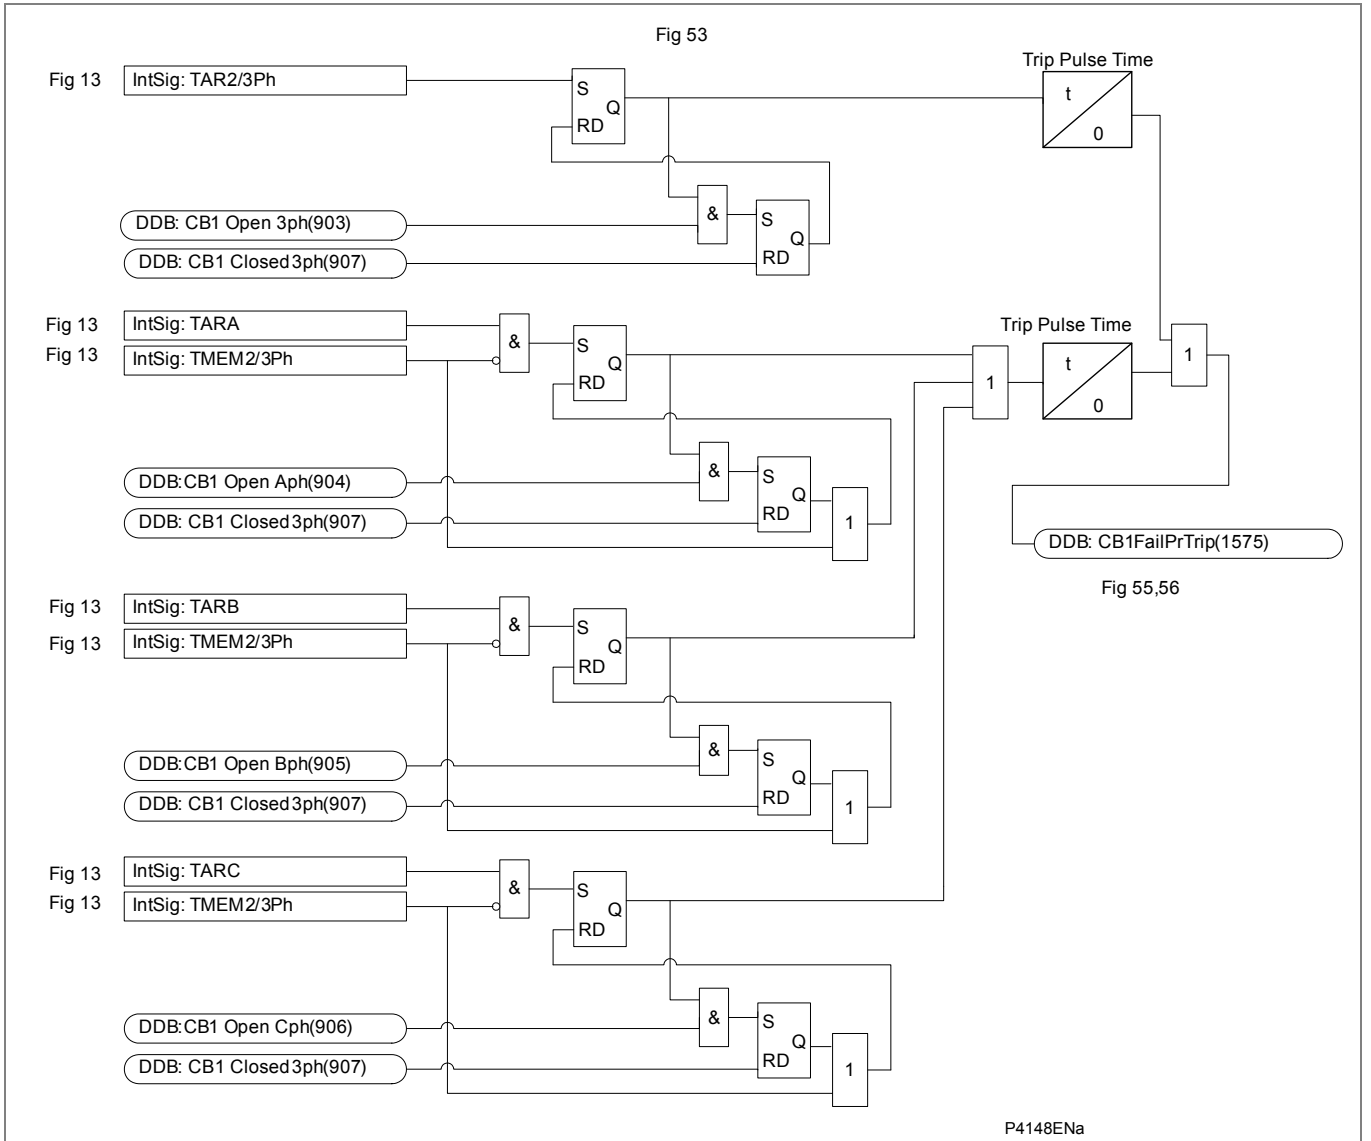 Fig 53
Trip Pulse Time
Fig 13 IntSig: TAR2/3Ph
S
Q
RD
t
0
DDB: CB1 Open 3ph(903)
&
S
Q
RD
DDB: CB1 Closed 3ph(907)
Fig 13 IntSig: TARA
Fig 13 IntSig: TMEM2/3Ph
&
S
Q
RD
1
Trip Pulse Time
t
0
1
DDB:CB1 Open Aph(904)
&
S
Q
RD
DDB: CB1 Closed 3ph(907)
1
DDB: CB1FailPrTrip(1575)
Fig 55,56
Fig 13 IntSig: TARB
Fig 13 IntSig: TMEM2/3Ph
&
S
Q
RD
DDB:CB1 Open Bph(905)
&
S
Q
RD
DDB: CB1 Closed 3ph(907)
1
Fig 13 IntSig: TARC
Fig 13 IntSig: TMEM2/3Ph
&
S
Q
RD
DDB:CB1 Open Cph(906)
&
S
Q
RD
DDB: CB1 Closed 3ph(907)
1
P4148ENa